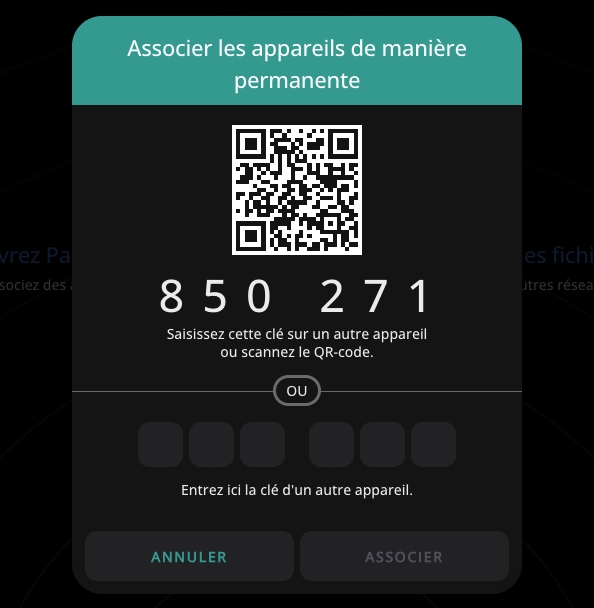 Associer les appareils de manière
permanente
850 271
Saisissez cette clé sur un autre appareil
ou scannez le QR-code.
OU
Entrez ici la clé d'un autre appareil.
ANNULER
ASSOCIER